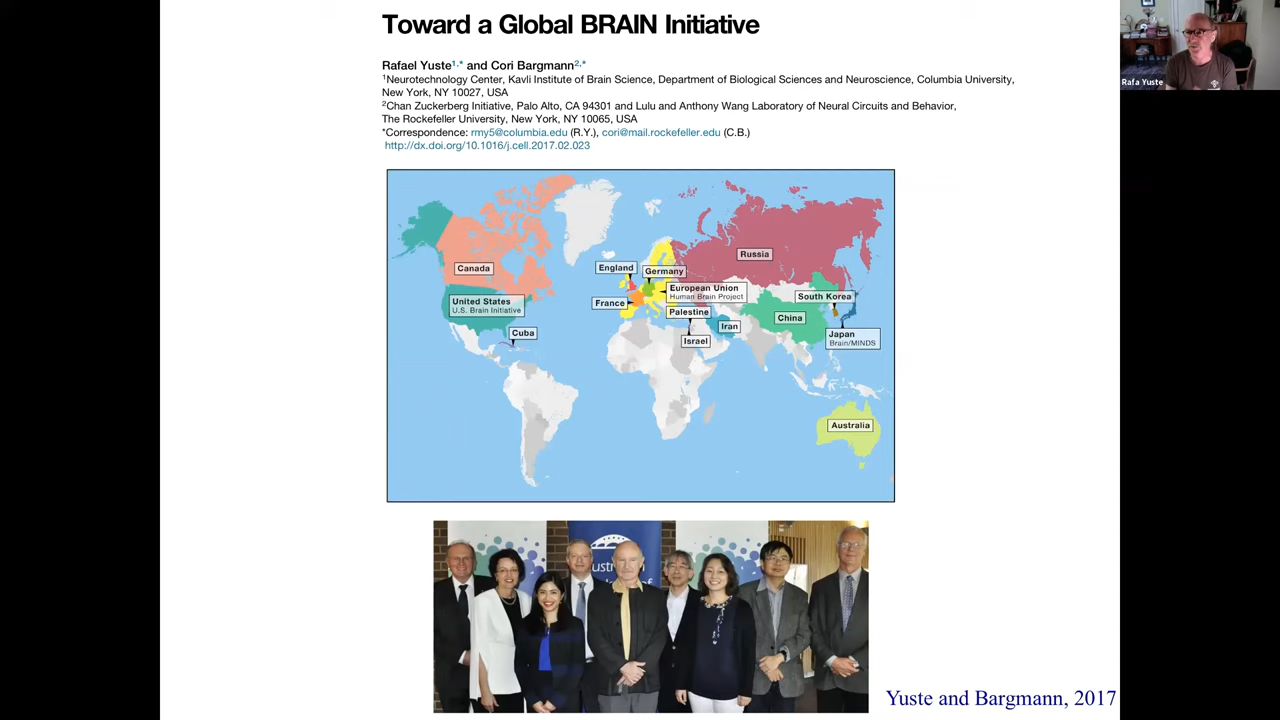 Toward a Global BRAIN Initiative
Rafa Yuste
Rafael Yuste1,* and Cori Bargmann2,*
1Neurotechnology Center, Kavli Institute of Brain Science, Department of Biological Sciences and Neuroscience, Columbia University,
New York, NY 10027, USA
2Chan Zuckerberg Initiative, Palo Alto, CA 94301 and Lulu and Anthony Wang Laboratory of Neural Circuits and Behavior,
The Rockefeller University, New York, NY 10065, USA
*Correspondence: rmy5@columbia.edu (R.Y.), cori@mail.rockefeller.edu (C.B.)
http://dx.doi.org/10.1016/j.cell.2017.02.023
Russia
Canada
England
Germany
European Union
Human Brain Project
South Korea
United States
U.S. Brain Initiative
France
Palestine
China
Iran
Cuba
Israel
Japan
Brain/MINDS
Australia
Yuste and Bargmann, 2017